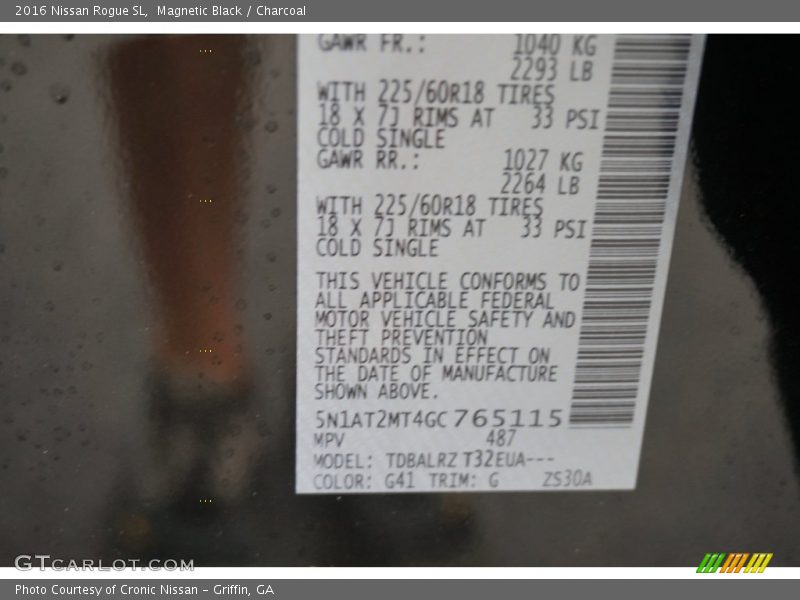 2016 Nissan Rogue SL, Magnetic Black / Charcoal
GAWR FR.: 1040 KG
2293 LB
WITH 225/60R18 TIRES
18 X 7J RIMS AT 33 PSI
COLD SINGLE
GAWR RR.: 1027 KG
2264 LB
WITH 225/60R18 TIRES
18 X 7J RIMS AT 33 PSI
COLD SINGLE
THIS VEHICLE CONFORMS TO
ALL APPLICABLE FEDERAL
MOTOR VEHICLE SAFETY AND
THEFT PREVENTION
STANDARDS IN EFFECT ON
THE DATE OF MANUFACTURE
SHOWN ABOVE.
5N1AT2MT4GC765115
MPV 487
MODEL: TDBALRZ T32EUA---
COLOR: G41 TRIM: G ZS30A
GTCARLOT.COM
Photo Courtesy of Cronic Nissan - Griffin, GA